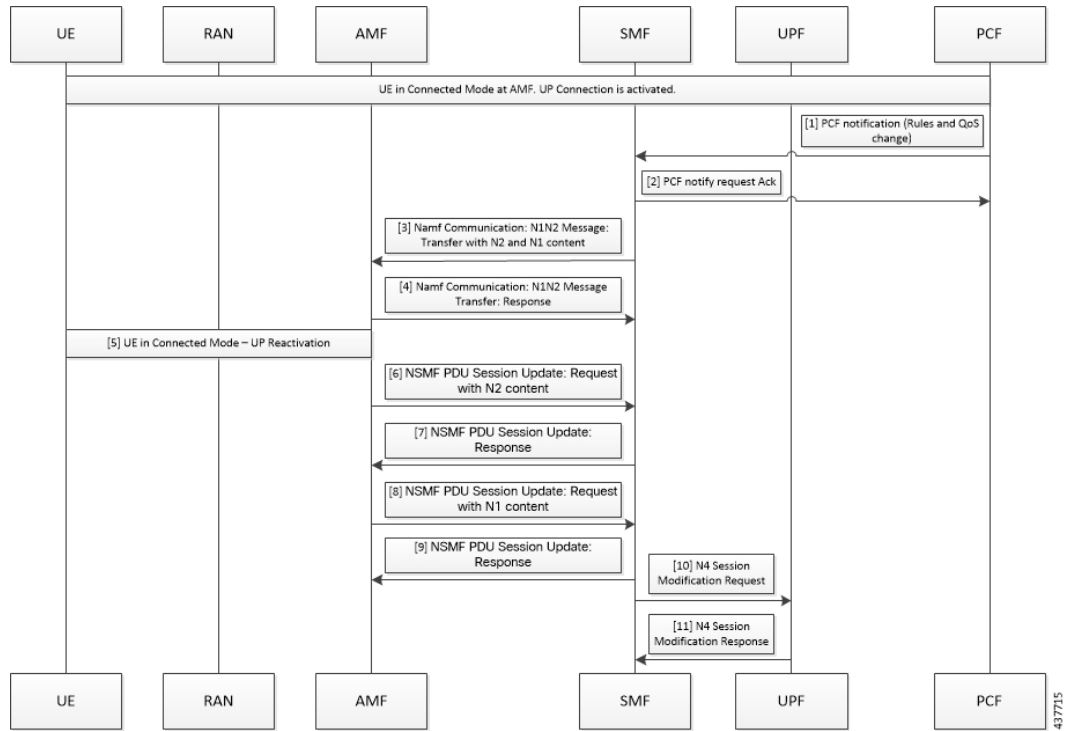 UE RAN AMF SMF UPF PCF
UE in Connected Mode at AMF. UP Connection is activated.
[1] PCF notification (Rules and QoS
change)
[2] PCF notify request Ack
[3] Namf Communication: N1N2 Message:
Transfer with N2 and N1 content
[4] Namf Communication: N1N2 Message
Transfer: Response
[5] UE in Connected Mode – UP Reactivation
[6] NSMF PDU Session Update: Request
with N2 content
[7] NSMF PDU Session Update:
Response
[8] NSMF PDU Session Update: Request
with N1 content
[9] NSMF PDU Session Update:
Response
[10] N4 Session
Modification Request
[11] N4 Session
Modification Response
UE RAN AMF SMF UPF PCF
437715